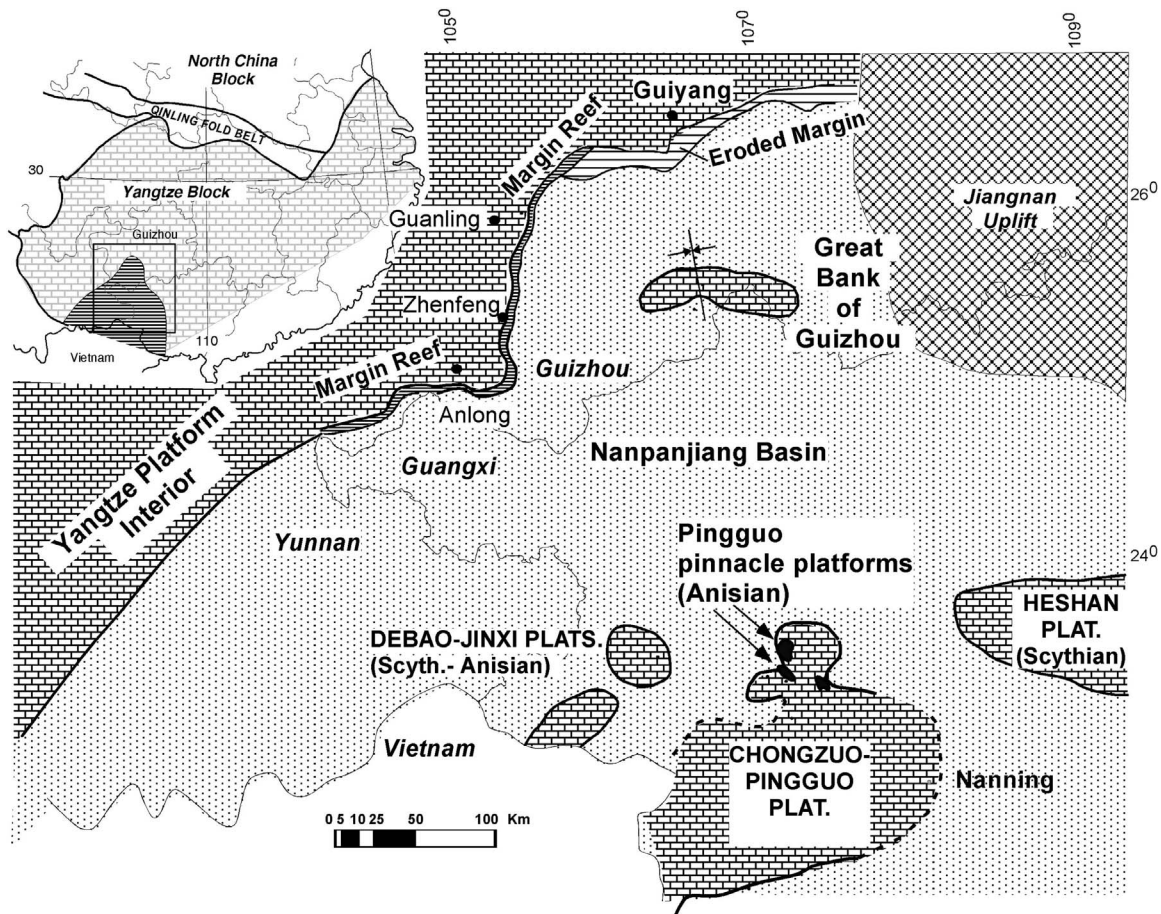 105⁰
107⁰
109⁰
North China
Block
QINLING FOLD BELT
30
Yangtze Block
Guizhou
110
Vietnam
Guiyang
Margin Reef
Eroded Margin
26⁰
Jiangnan
Uplift
Guanling
Great
Bank
of
Guizhou
Zhenfeng
Margin Reef
Guizhou
Anlong
Yangtze Platform
Interior
Guangxi
Nanpanjiang Basin
Yunnan
Pingguo
pinnacle platforms
(Anisian)
24⁰
HESHAN
PLAT.
(Scythian)
DEBAO-JINXI PLATS.
(Scyth.- Anisian)
Vietnam
CHONGZUO-
PINGGUO
PLAT.
Nanning
0 5 10 25 50 100 Km